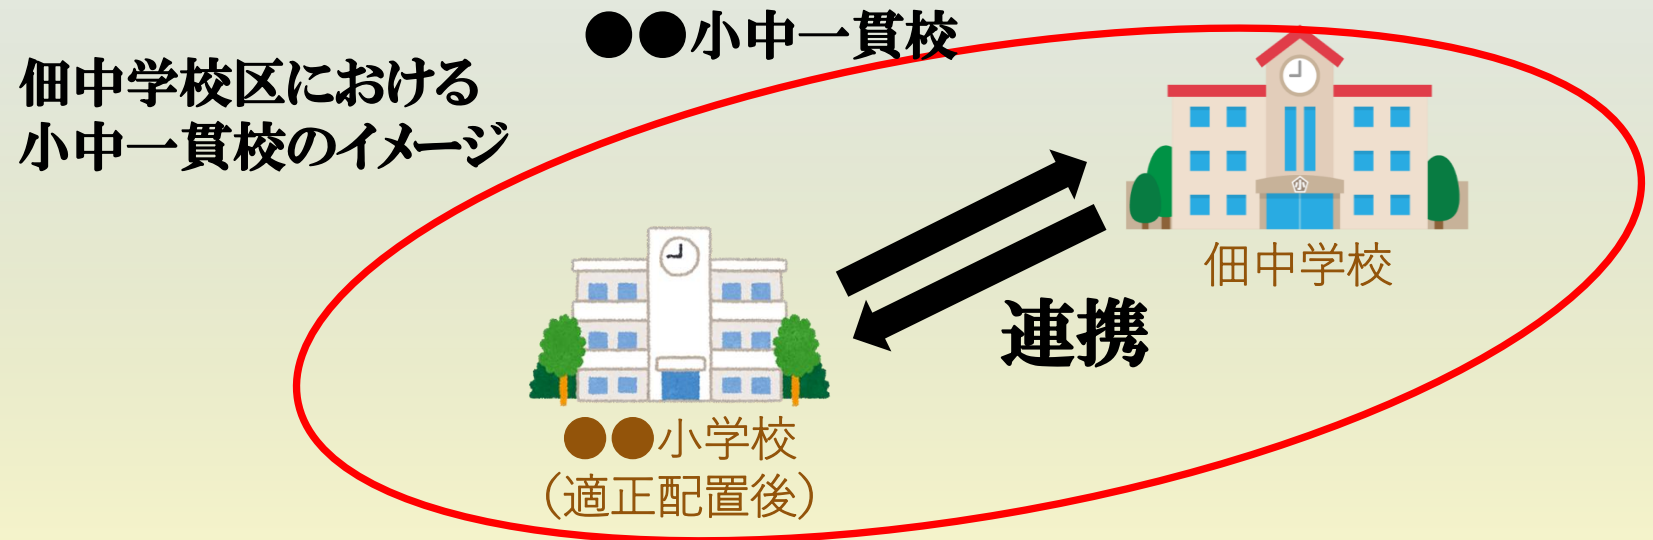 ●●小中一貫校
佃中学校区における
小中一貫校のイメージ
小
佃中学校
連携
●●小学校
（適正配置後）